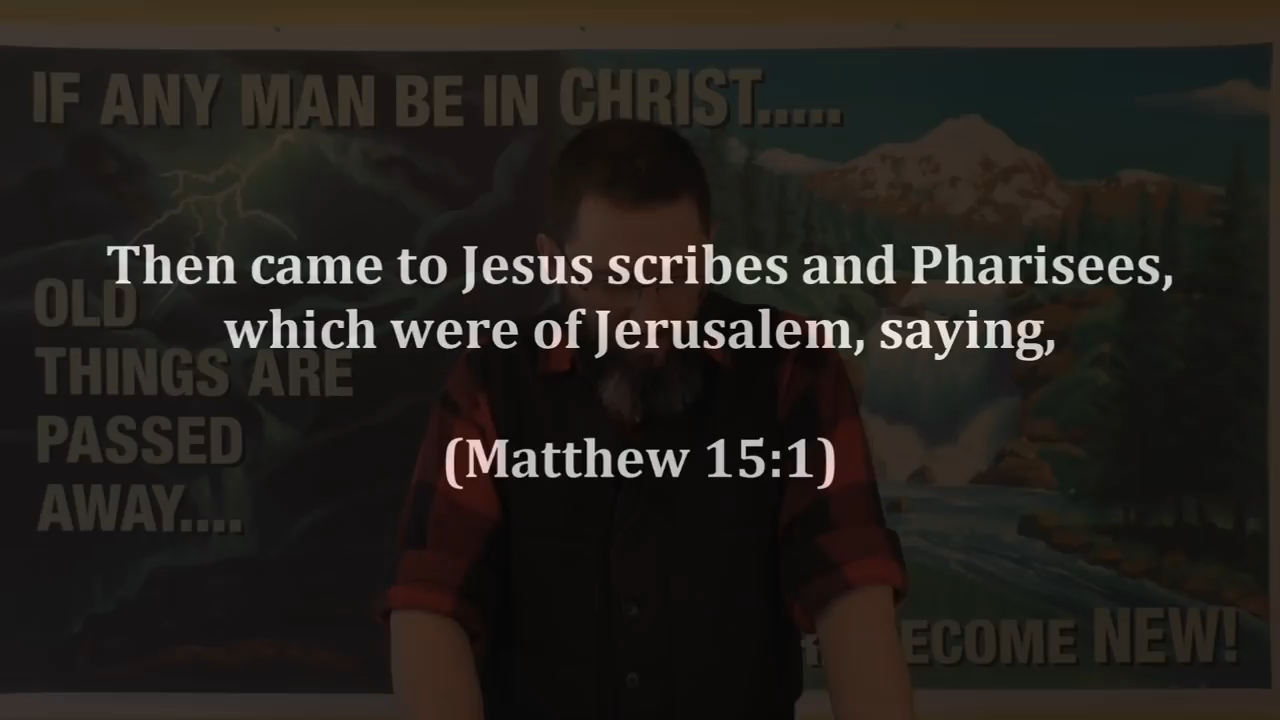 IF ANY MAN BE IN CHRIST.....
Then came to Jesus scribes and Pharisees,
which were of Jerusalem, saying,
(Matthew 15:1)
OLD
THINGS ARE
PASSED
AWAY....
NEW!